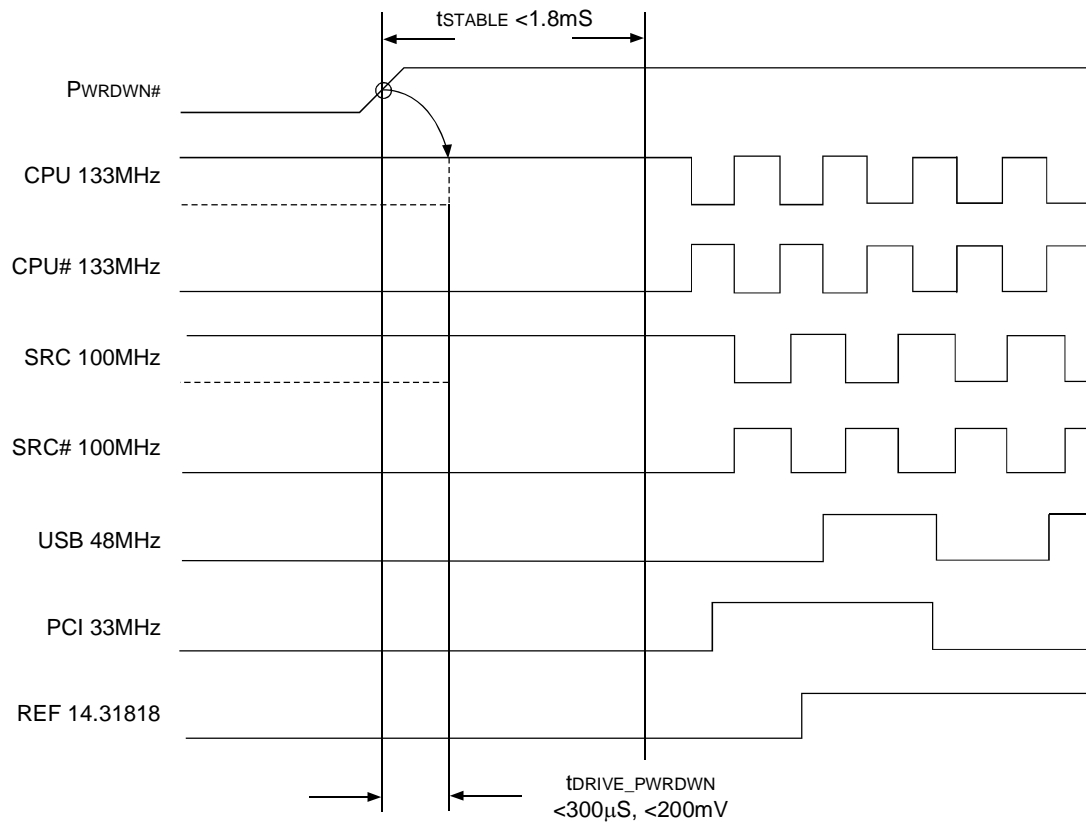 tSTABLE <1.8mS
PWRDWN#
CPU 133MHz
CPU# 133MHz
SRC 100MHz
SRC# 100MHz
USB 48MHz
PCI 33MHz
REF 14.31818
tDRIVE_PWRDWN
<300μS, <200mV